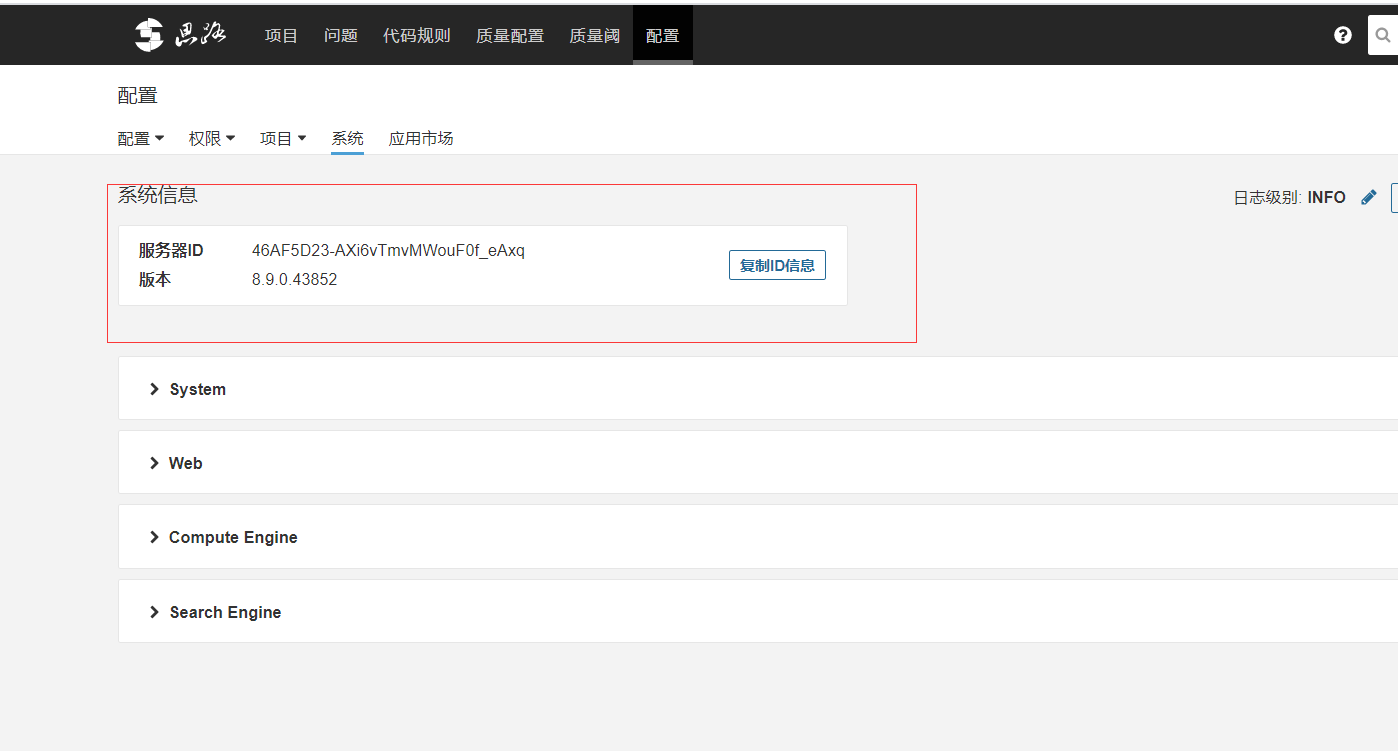 思路 项目 问题 代码规则 质量配置 质量阈 配置
配置
配置 权限 项目 系统 应用市场
系统信息
日志级别: INFO
服务器ID 46AF5D23-AXi6vTmvMWouF0f_eAxq
版本 8.9.0.43852
复制ID信息
System
Web
Compute Engine
Search Engine